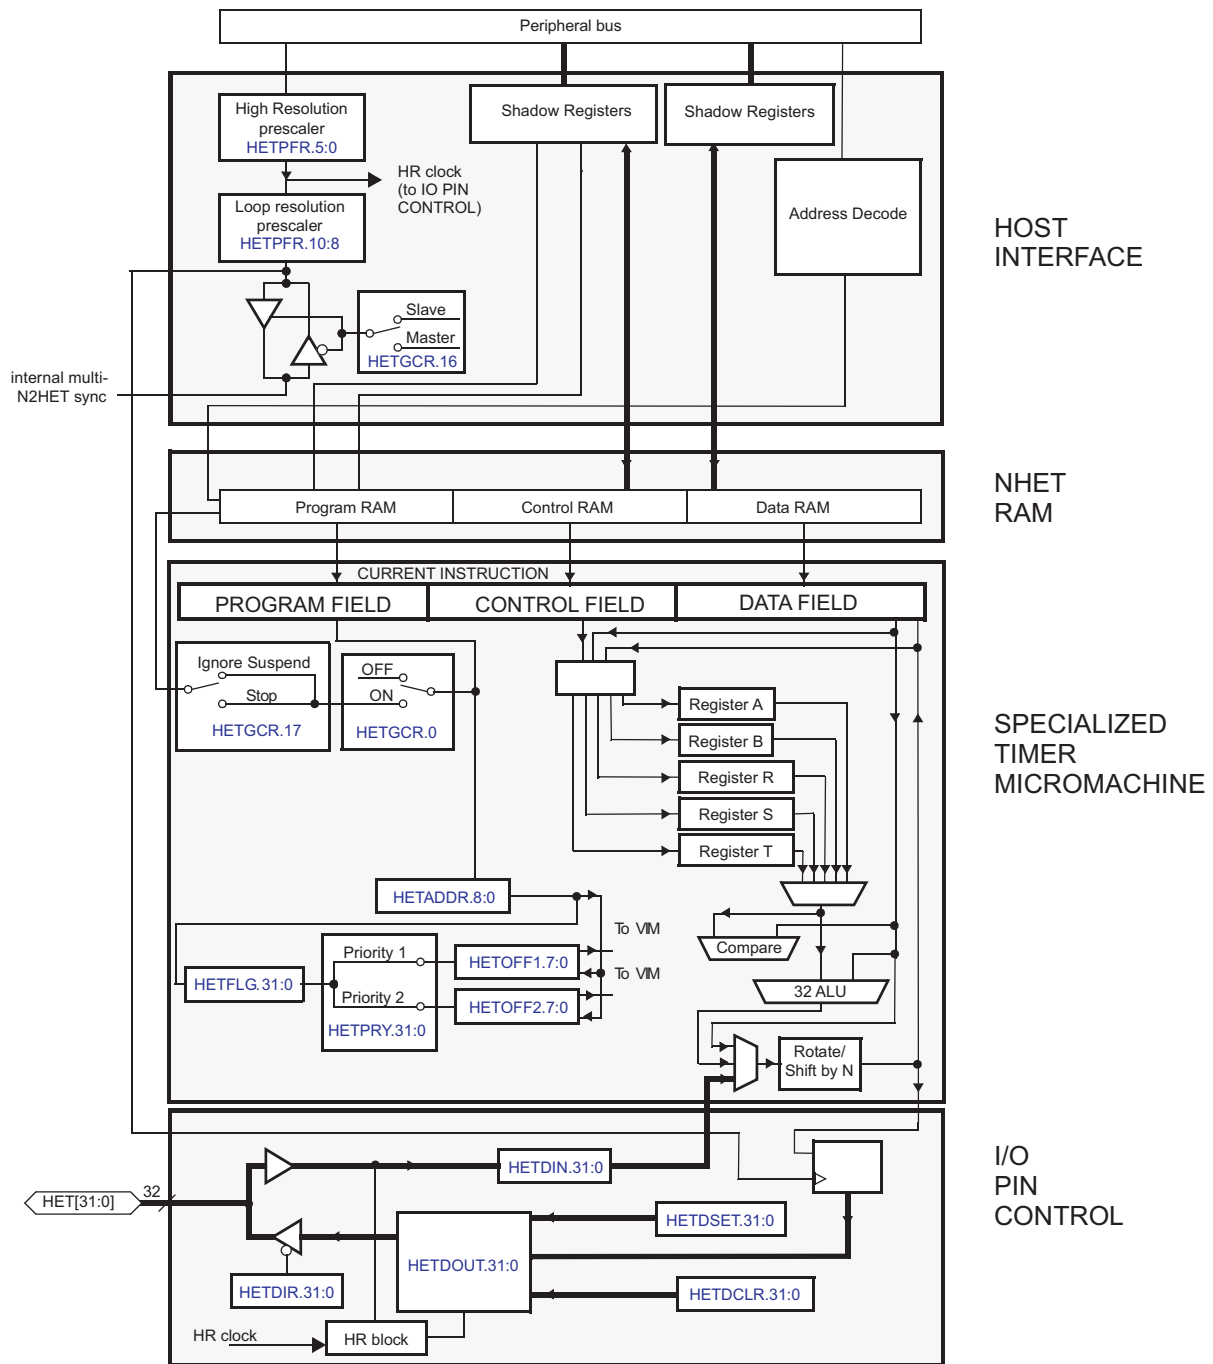 Peripheral bus
High Resolution
prescaler
HETPFR.5:0
Shadow Registers
Shadow Registers
HR clock
(to IO PIN
CONTROL)
Loop resolution
prescaler
HETPFR.10:8
Address Decode
HOST
INTERFACE
Slave
Master
HETGCR.16
internal multi-
N2HET sync
NHET
RAM
Program RAM
Control RAM
Data RAM
CURRENT INSTRUCTION
PROGRAM FIELD
CONTROL FIELD
DATA FIELD
Ignore Suspend
Stop
HETGCR.17
OFF
ON
HETGCR.0
Register A
Register B
Register R
Register S
Register T
SPECIALIZED
TIMER
MICROMACHINE
HETADDR.8:0
To VIM
Compare
Priority 1
HETOFF1.7:0
To VIM
HETFLG.31:0
32 ALU
Priority 2
HETOFF2.7:0
HETPRY.31:0
Rotate/
Shift by N
I/O
PIN
CONTROL
HETDIN.31:0
HET[31:0]
32
HETDSET.31:0
HETDOUT.31:0
HETDIR.31:0
HETDCLR.31:0
HR clock
HR block